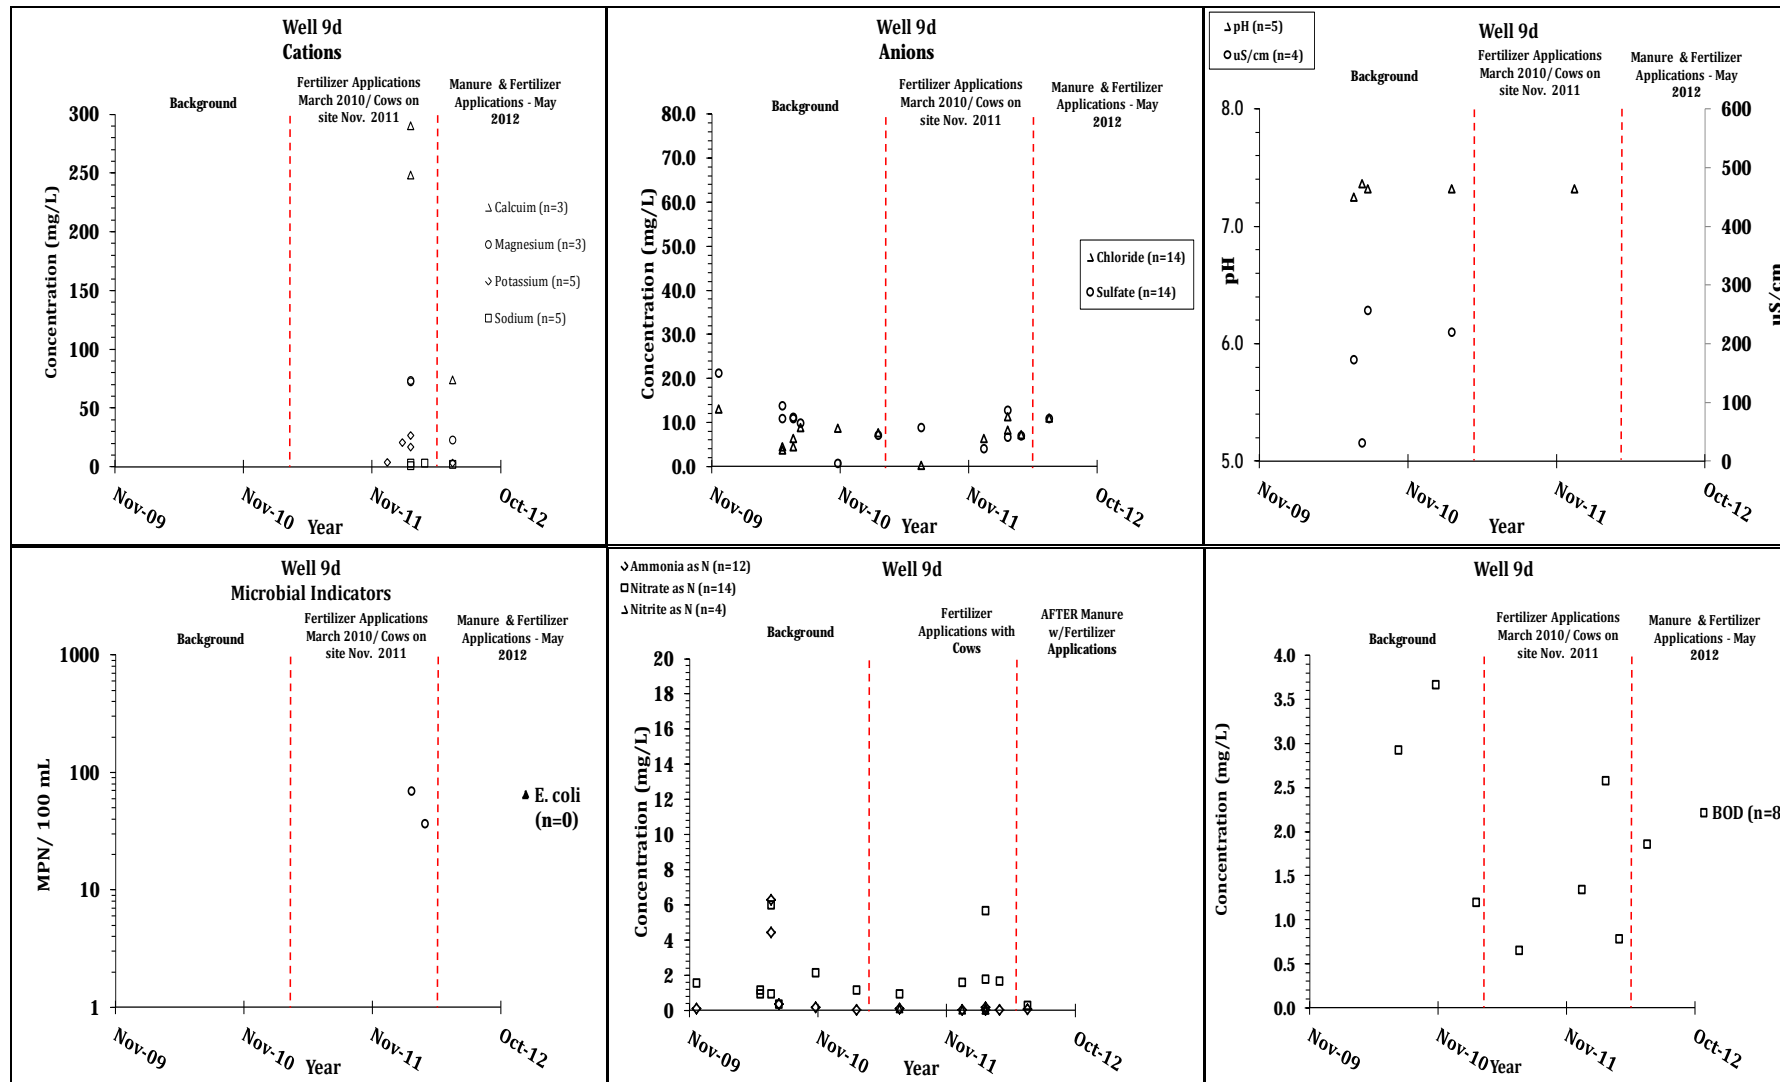 Well 9d
Cations
Background
Fertilizer Applications
March 2010/ Cows on
site Nov. 2011
Manure & Fertilizer
Applications - May
2012
300
250
200
150
100
50
0
Concentration (mg/L)
Calcuim (n=3)
Magnesium (n=3)
Potassium (n=5)
Sodium (n=5)
Nov-09
Nov-10
Nov-11
Oct-12
Year
Well 9d
Anions
Background
Fertilizer Applications
March 2010/ Cows on
site Nov. 2011
Manure & Fertilizer
Applications - May
2012
80.0
70.0
60.0
50.0
40.0
30.0
20.0
10.0
0.0
Concentration (mg/L)
Chloride (n=14)
Sulfate (n=14)
Nov-09
Nov-10
Nov-11
Oct-12
Year
pH (n=5)
uS/cm (n=4)
Well 9d
Background
Fertilizer Applications
March 2010/ Cows on
site Nov. 2011
Manure & Fertilizer
Applications - May
2012
8.0
7.0
6.0
5.0
pH
600
500
400
300
200
100
0
uS/cm
Nov-09
Nov-10
Nov-11
Oct-12
Year
Well 9d
Microbial Indicators
Background
Fertilizer Applications
March 2010/ Cows on
site Nov. 2011
Manure & Fertilizer
Applications - May
2012
1000
100
10
1
MPN/ 100 mL
E. coli
(n=0)
Nov-09
Nov-10
Nov-11
Oct-12
Year
Ammonia as N (n=12)
Nitrate as N (n=14)
Nitrite as N (n=4)
Well 9d
Background
Fertilizer
Applications with
Cows
AFTER Manure
w/Fertilizer
Applications
20
18
16
14
12
10
8
6
4
2
0
Concentration (mg/L)
Nov-09
Nov-10
Nov-11
Oct-12
Year
Well 9d
Background
Fertilizer Applications
March 2010/ Cows on
site Nov. 2011
Manure & Fertilizer
Applications - May
2012
4.0
3.5
3.0
2.5
2.0
1.5
1.0
0.5
0.0
Concentration (mg/L)
BOD (n=8
Nov-09
Nov-10
Nov-11
Oct-12
Year